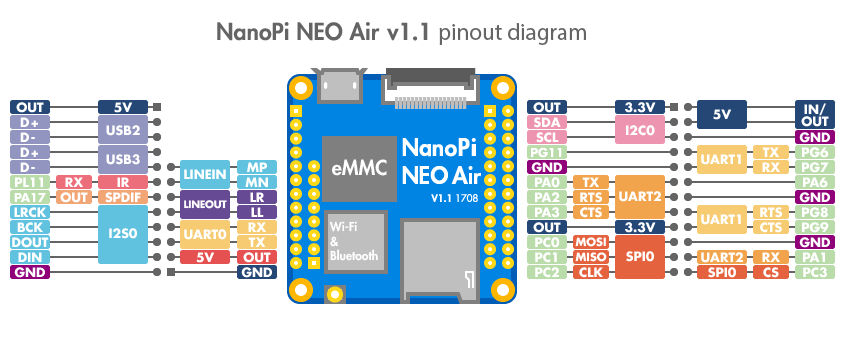 NanoPi NEO Air v1.1 pinout diagram
OUT 5V
D+ USB2
D-
D+ USB3
D-
PL11 RX IR
PA17 OUT SPDIF
LRCK I2S0
BCK
DOUT
DIN
GND
LINEIN MP
MN
LINEOUT LR
LL
UART0 RX
TX
5V OUT
GND
eMMC
NanoPi
NEO Air
V1.1 1708
Wi-Fi
&
Bluetooth
OUT 3.3V
SDA I2C0
SCL
PG11
GND
PA0 TX UART2
PA2 RTS
PA3 CTS
OUT 3.3V
PC0 MOSI SPI0
PC1 MISO
PC2 CLK
5V IN/
OUT
GND
UART1 TX PG6
RX PG7
PA6
GND
UART1 RTS PG8
CTS PG9
GND
UART2 RX PA1
SPI0 CS PC3